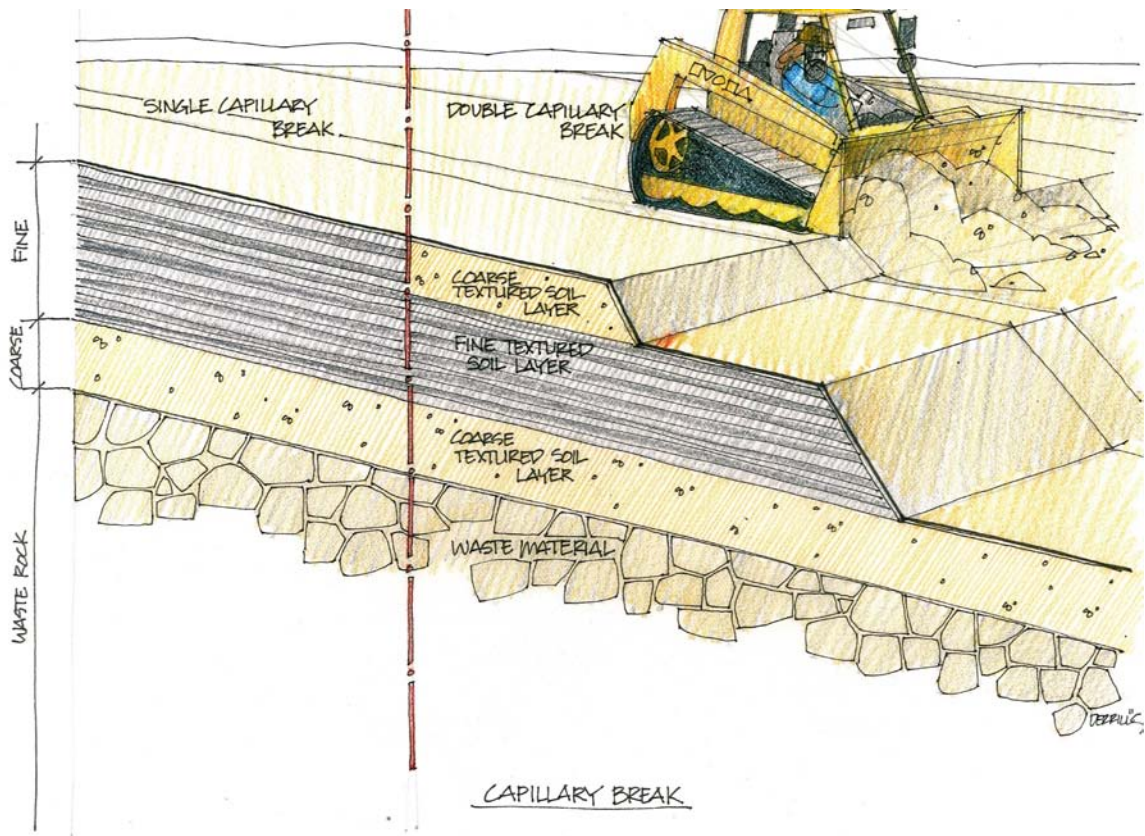 SINGLE CAPILLARY
BREAK
DOUBLE CAPILLARY
BREAK
FINE
COARSE
WASTE ROCK
COARSE
TEXTURED SOIL
LAYER
FINE TEXTURED
SOIL LAYER
COARSE
TEXTURED SOIL
LAYER
WASTE MATERIAL
CAPILLARY BREAK